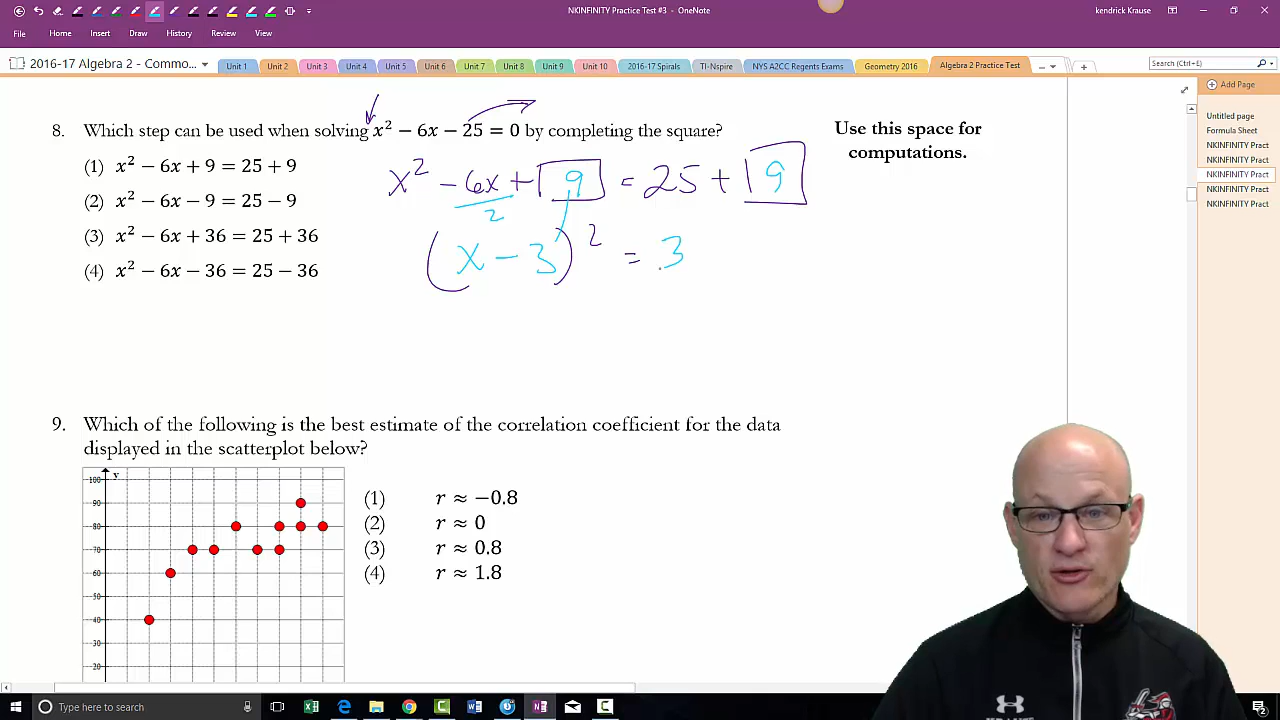 NKINFINITY Practice Test #3 - OneNote
kendrick Krause
File Home Insert Draw History Review View
2016-17 Algebra 2 - Commo...
Unit 1 Unit 2 Unit 3 Unit 4 Unit 5 Unit 6 Unit 7 Unit 8 Unit 9 Unit 10 2016-17 Spirals TI-Nspire NYS A2CC Regents Exams Geometry 2016 Algebra 2 Practice Test
Search (Ctrl+E)
Add Page
Untitled page
Formula Sheet
NKINFINITY Pract
NKINFINITY Pract
NKINFINITY Pract
NKINFINITY Pract
NKINFINITY Pract
8. Which step can be used when solving x² − 6x − 25 = 0 by completing the square?
Use this space for
computations.
(1) x² − 6x + 9 = 25 + 9
(2) x² − 6x − 9 = 25 − 9
(3) x² − 6x + 36 = 25 + 36
(4) x² − 6x − 36 = 25 − 36
x² − 6x + 9 = 25 + 9
2
(x − 3)² = 3
9. Which of the following is the best estimate of the correlation coefficient for the data
displayed in the scatterplot below?
y
100
90
80
70
60
50
40
30
20
(1) r ≈ −0.8
(2) r ≈ 0
(3) r ≈ 0.8
(4) r ≈ 1.8
Type here to search
UNDER ARMOUR